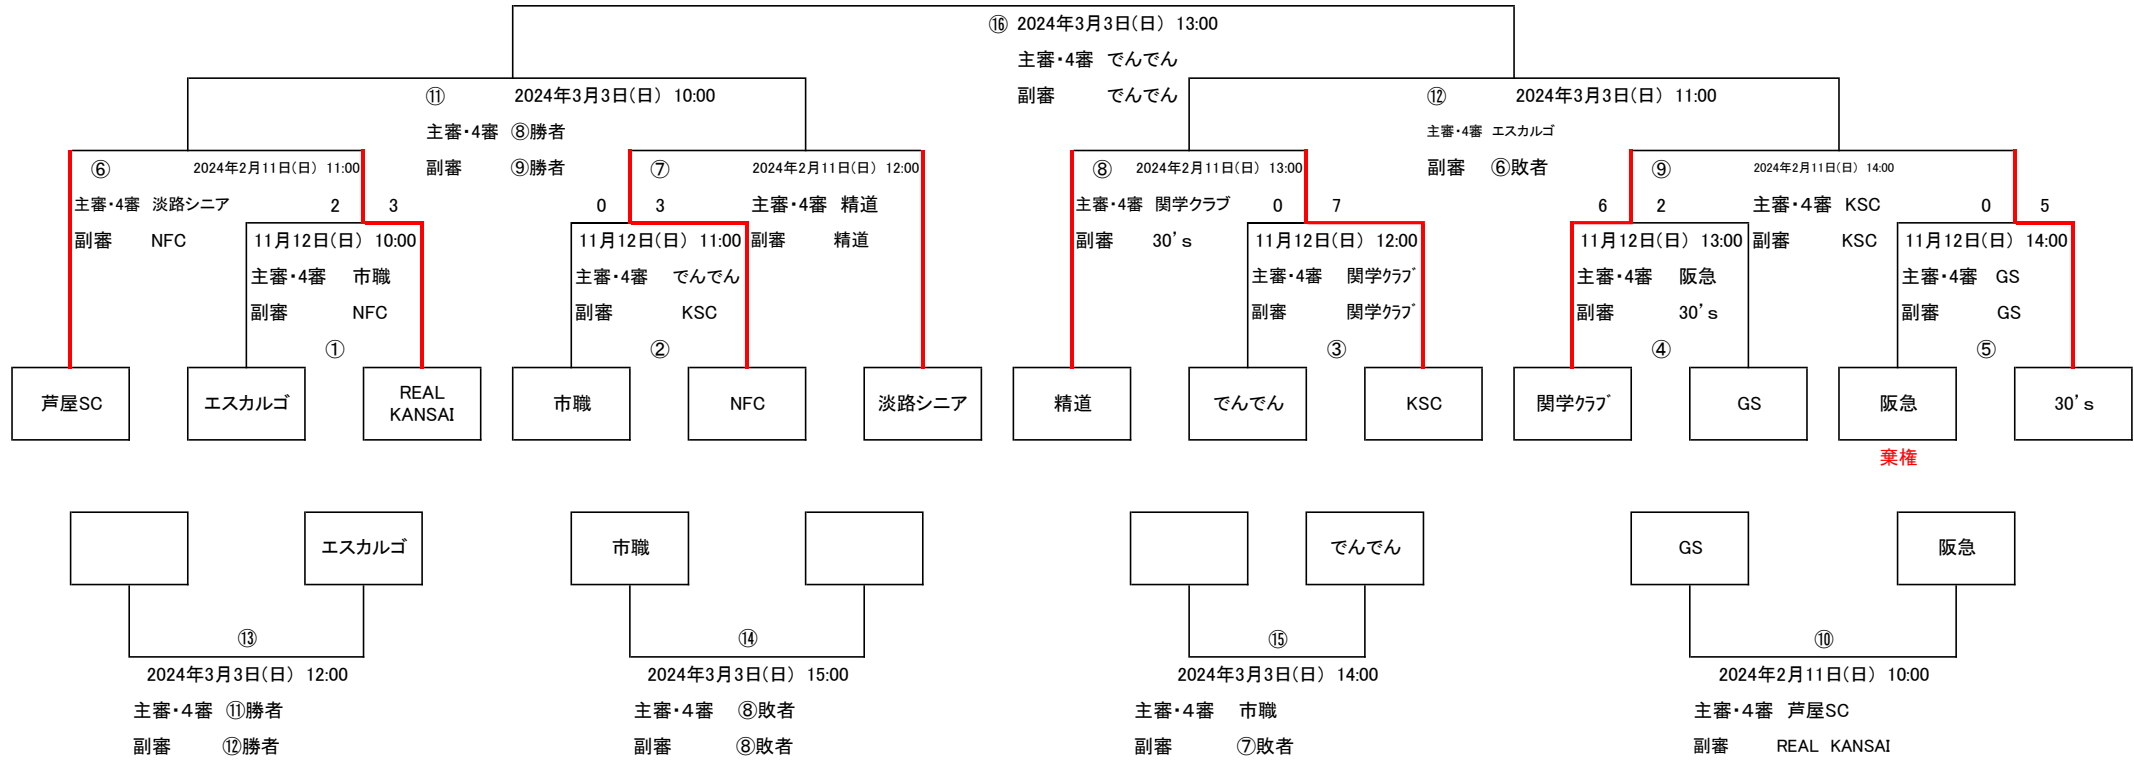 ⑯ 2024年3月3日(日) 13:00
主審・4審 でんでん
副審 でんでん
⑪ 2024年3月3日(日) 10:00
主審・4審 ⑧勝者
副審 ⑨勝者
⑫ 2024年3月3日(日) 11:00
主審・4審 エスカルゴ
副審 ⑥敗者
⑥ 2024年2月11日(日) 11:00
主審・4審 淡路シニア
副審 NFC
⑦ 2024年2月11日(日) 12:00
主審・4審 精道
副審 精道
⑧ 2024年2月11日(日) 13:00
主審・4審 関学クラブ
副審 30’s
⑨ 2024年2月11日(日) 14:00
主審・4審 KSC
副審 KSC
2 3
11月12日(日) 10:00
主審・4審 市職
副審 NFC
①
0 3
11月12日(日) 11:00
主審・4審 でんでん
副審 KSC
②
0 7
11月12日(日) 12:00
主審・4審 関学ｸﾗﾌﾞ
副審 関学ｸﾗﾌﾞ
③
6 2
11月12日(日) 13:00
主審・4審 阪急
副審 30’s
④
0 5
11月12日(日) 14:00
主審・4審 GS
副審 GS
⑤
芦屋SC
エスカルゴ
REAL
KANSAI
市職
NFC
淡路シニア
精道
でんでん
KSC
関学ｸﾗﾌﾞ
GS
阪急
30’s
棄権
エスカルゴ
⑬
2024年3月3日(日) 12:00
主審・4審 ⑪勝者
副審 ⑫勝者
市職
⑭
2024年3月3日(日) 15:00
主審・4審 ⑧敗者
副審 ⑧敗者
でんでん
⑮
2024年3月3日(日) 14:00
主審・4審 市職
副審 ⑦敗者
GS
阪急
⑩
2024年2月11日(日) 10:00
主審・4審 芦屋SC
副審 REAL KANSAI